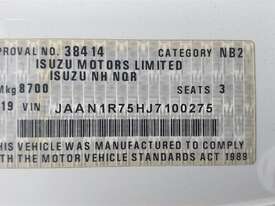 PROVAL NO. 38414 CATEGORY NB2
ISUZU MOTORS LIMITED
ISUZU NH NQR
Mkg 8700 SEATS 3
19 VIN JAAN1R75HJ7100275
THIS VEHICLE WAS MANUFACTURED TO COMPLY
WITH THE MOTOR VEHICLE STANDARDS ACT 1989